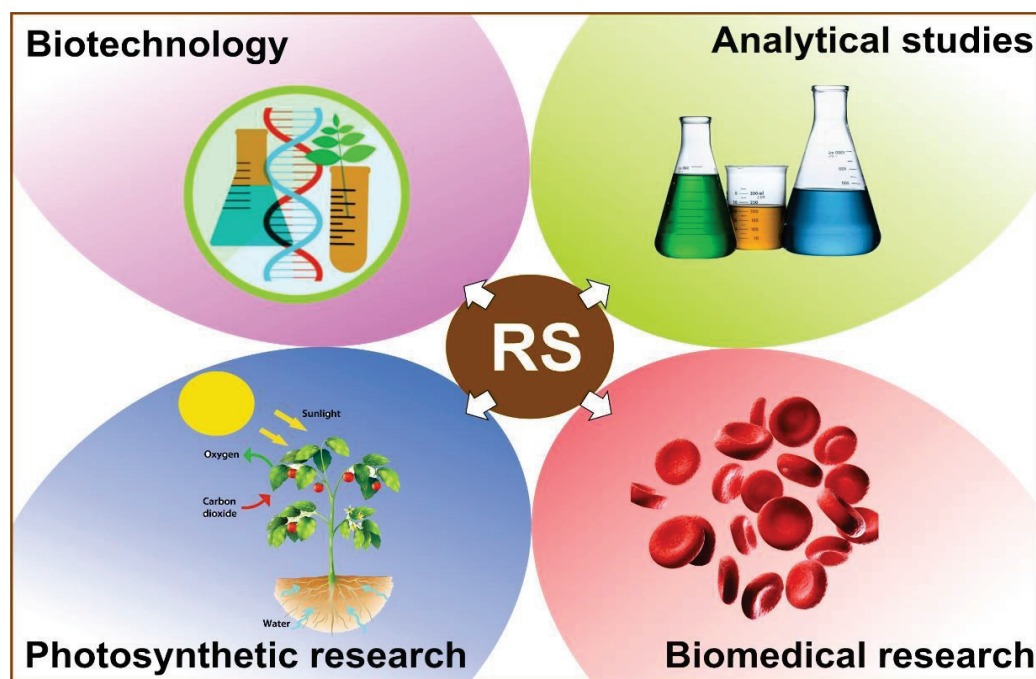 Biotechnology
Analytical studies
RS
Sunlight
Oxygen
Carbon
dioxide
Water
Photosynthetic research
Biomedical research